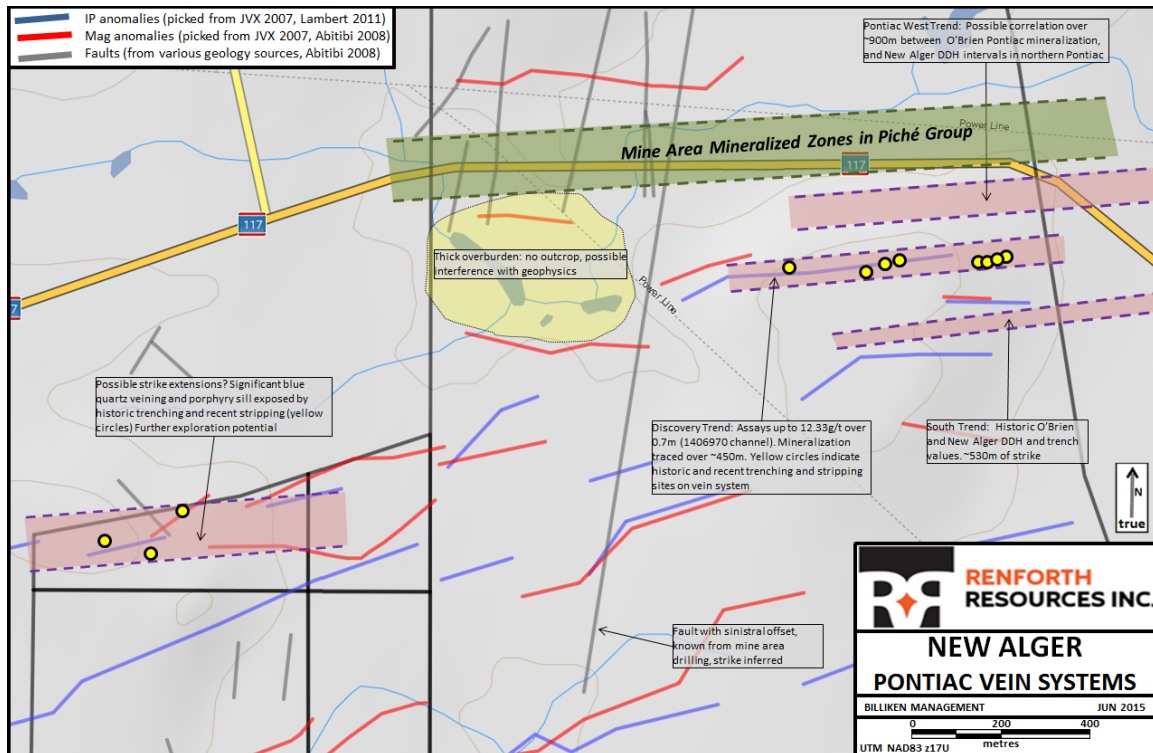 IP anomalies (picked from JVX 2007, Lambert 2011)
Mag anomalies (picked from JVX 2007, Abitibi 2008)
Faults (from various geology sources, Abitibi 2008)
Pontiac West Trend: Possible correlation over
~900m between O'Brien Pontiac mineralization,
and New Alger DDH intervals in northern Pontiac
Power Line
Mine Area Mineralized Zones in Piché Group
117
117
7
Thick overburden: no outcrop, possible
interference with geophysics
Power Line
Possible strike extensions? Significant blue
quartz veining and porphyry sill exposed by
historic trenching and recent stripping (yellow
circles) Further exploration potential
Discovery Trend: Assays up to 12.33g/t over
0.7m (1406970 channel). Mineralization
traced over ~450m. Yellow circles indicate
historic and recent trenching and stripping
sites on vein system
South Trend: Historic O'Brien
and New Alger DDH and trench
values.~530m of strike
N
true
Fault with sinistral offset,
known from mine area
drilling, strike inferred
RENFORTH
RESOURCES INC.
NEW ALGER
PONTIAC VEIN SYSTEMS
BILLIKEN MANAGEMENT JUN 2015
0 200 400
metres
UTM NAD83 z17U